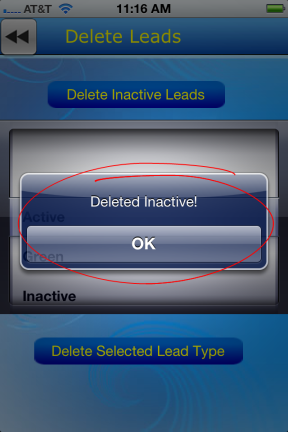 AT&T 11:16 AM
Delete Leads
Delete Inactive Leads
Deleted Inactive!
Active
OK
Green
Inactive
Delete Selected Lead Type